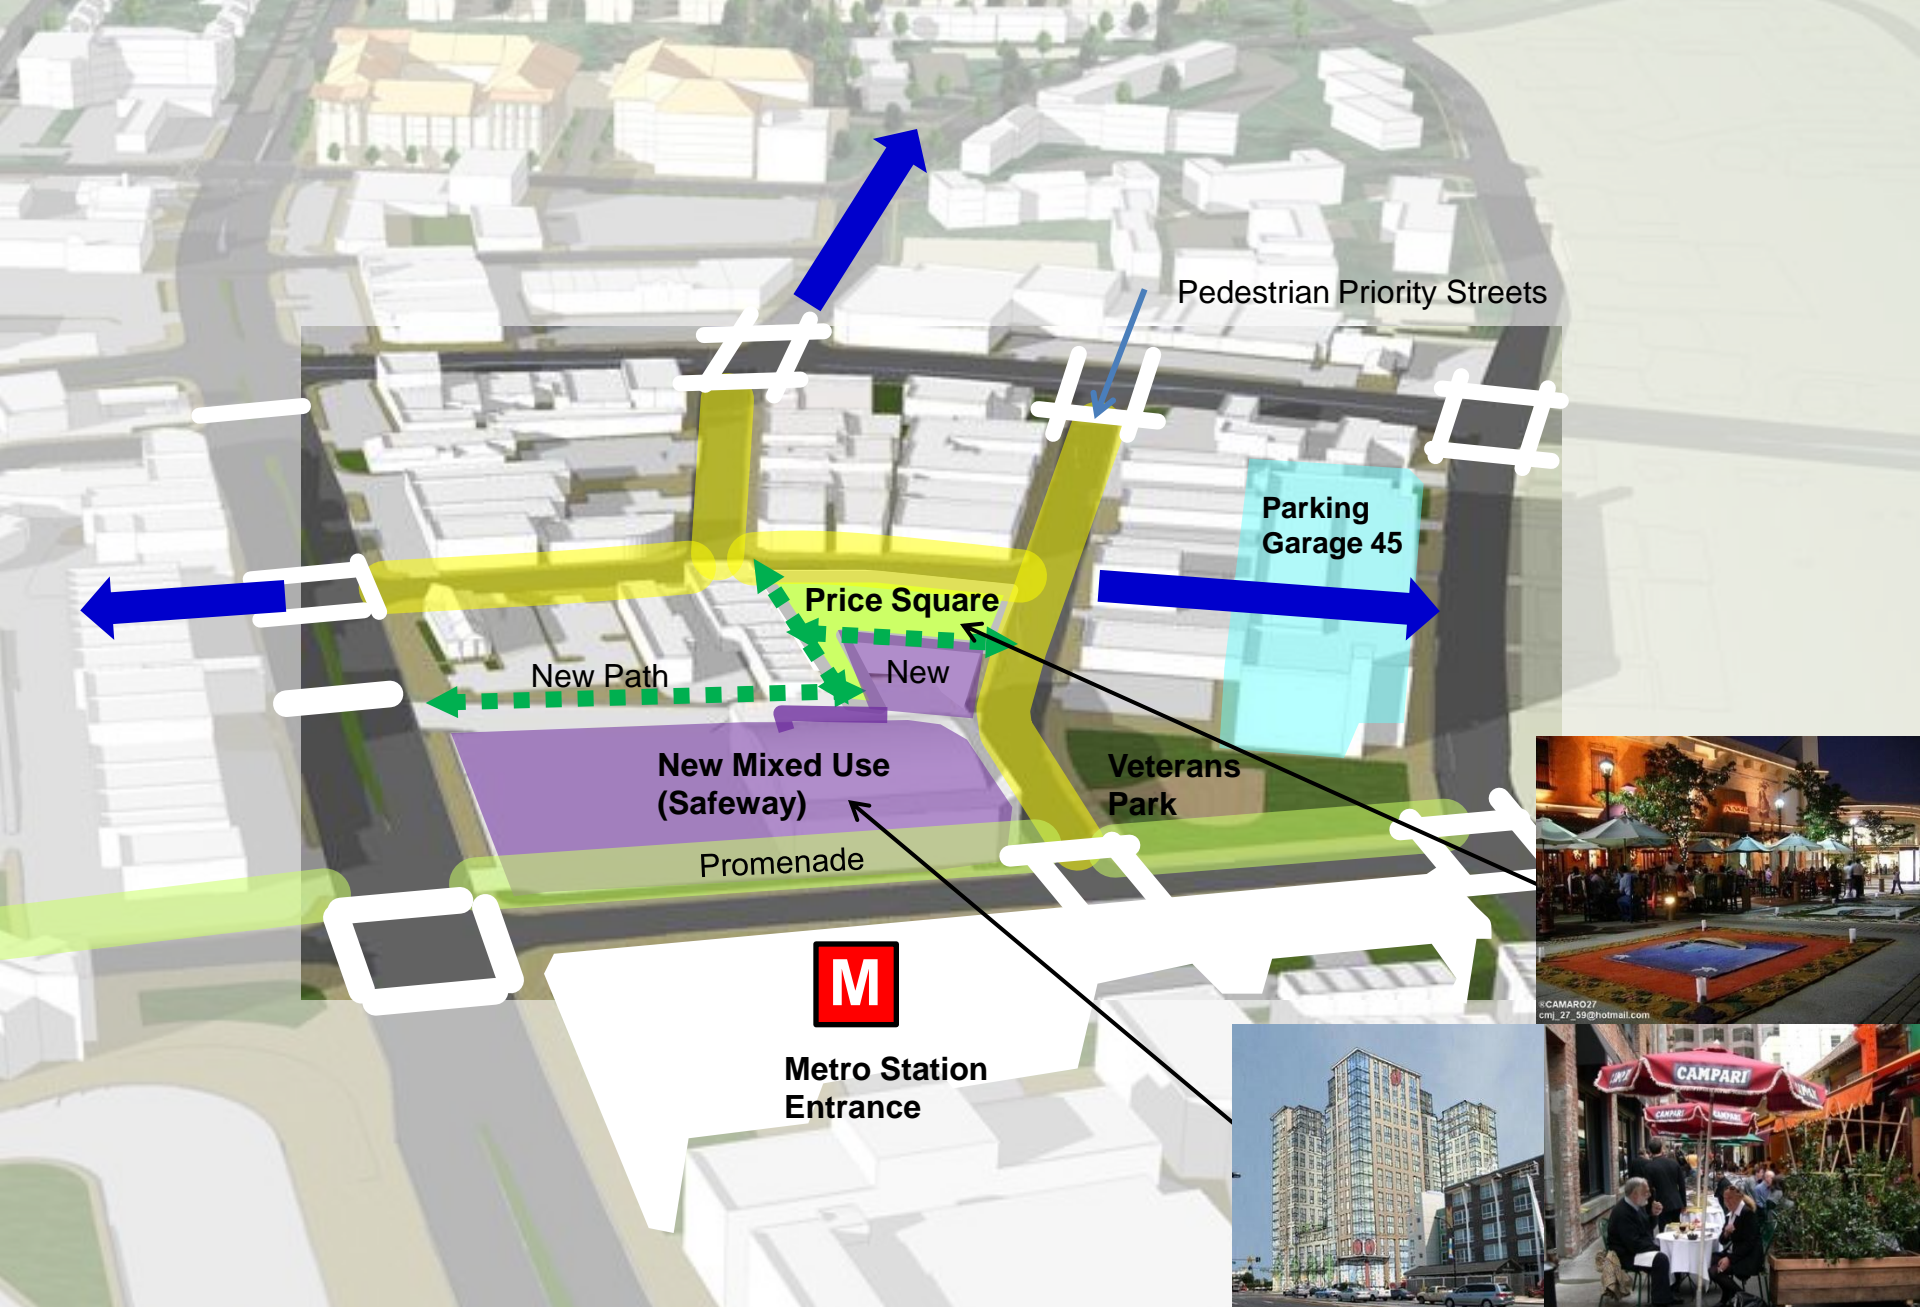 Pedestrian Priority Streets
Parking
Garage 45
Price Square
New Path
New
New Mixed Use
(Safeway)
Veterans
Park
Promenade
M
Metro Station
Entrance
©CAMARO27
cmj_27_59@hotmail.com
CAMPARI
CAMPARI